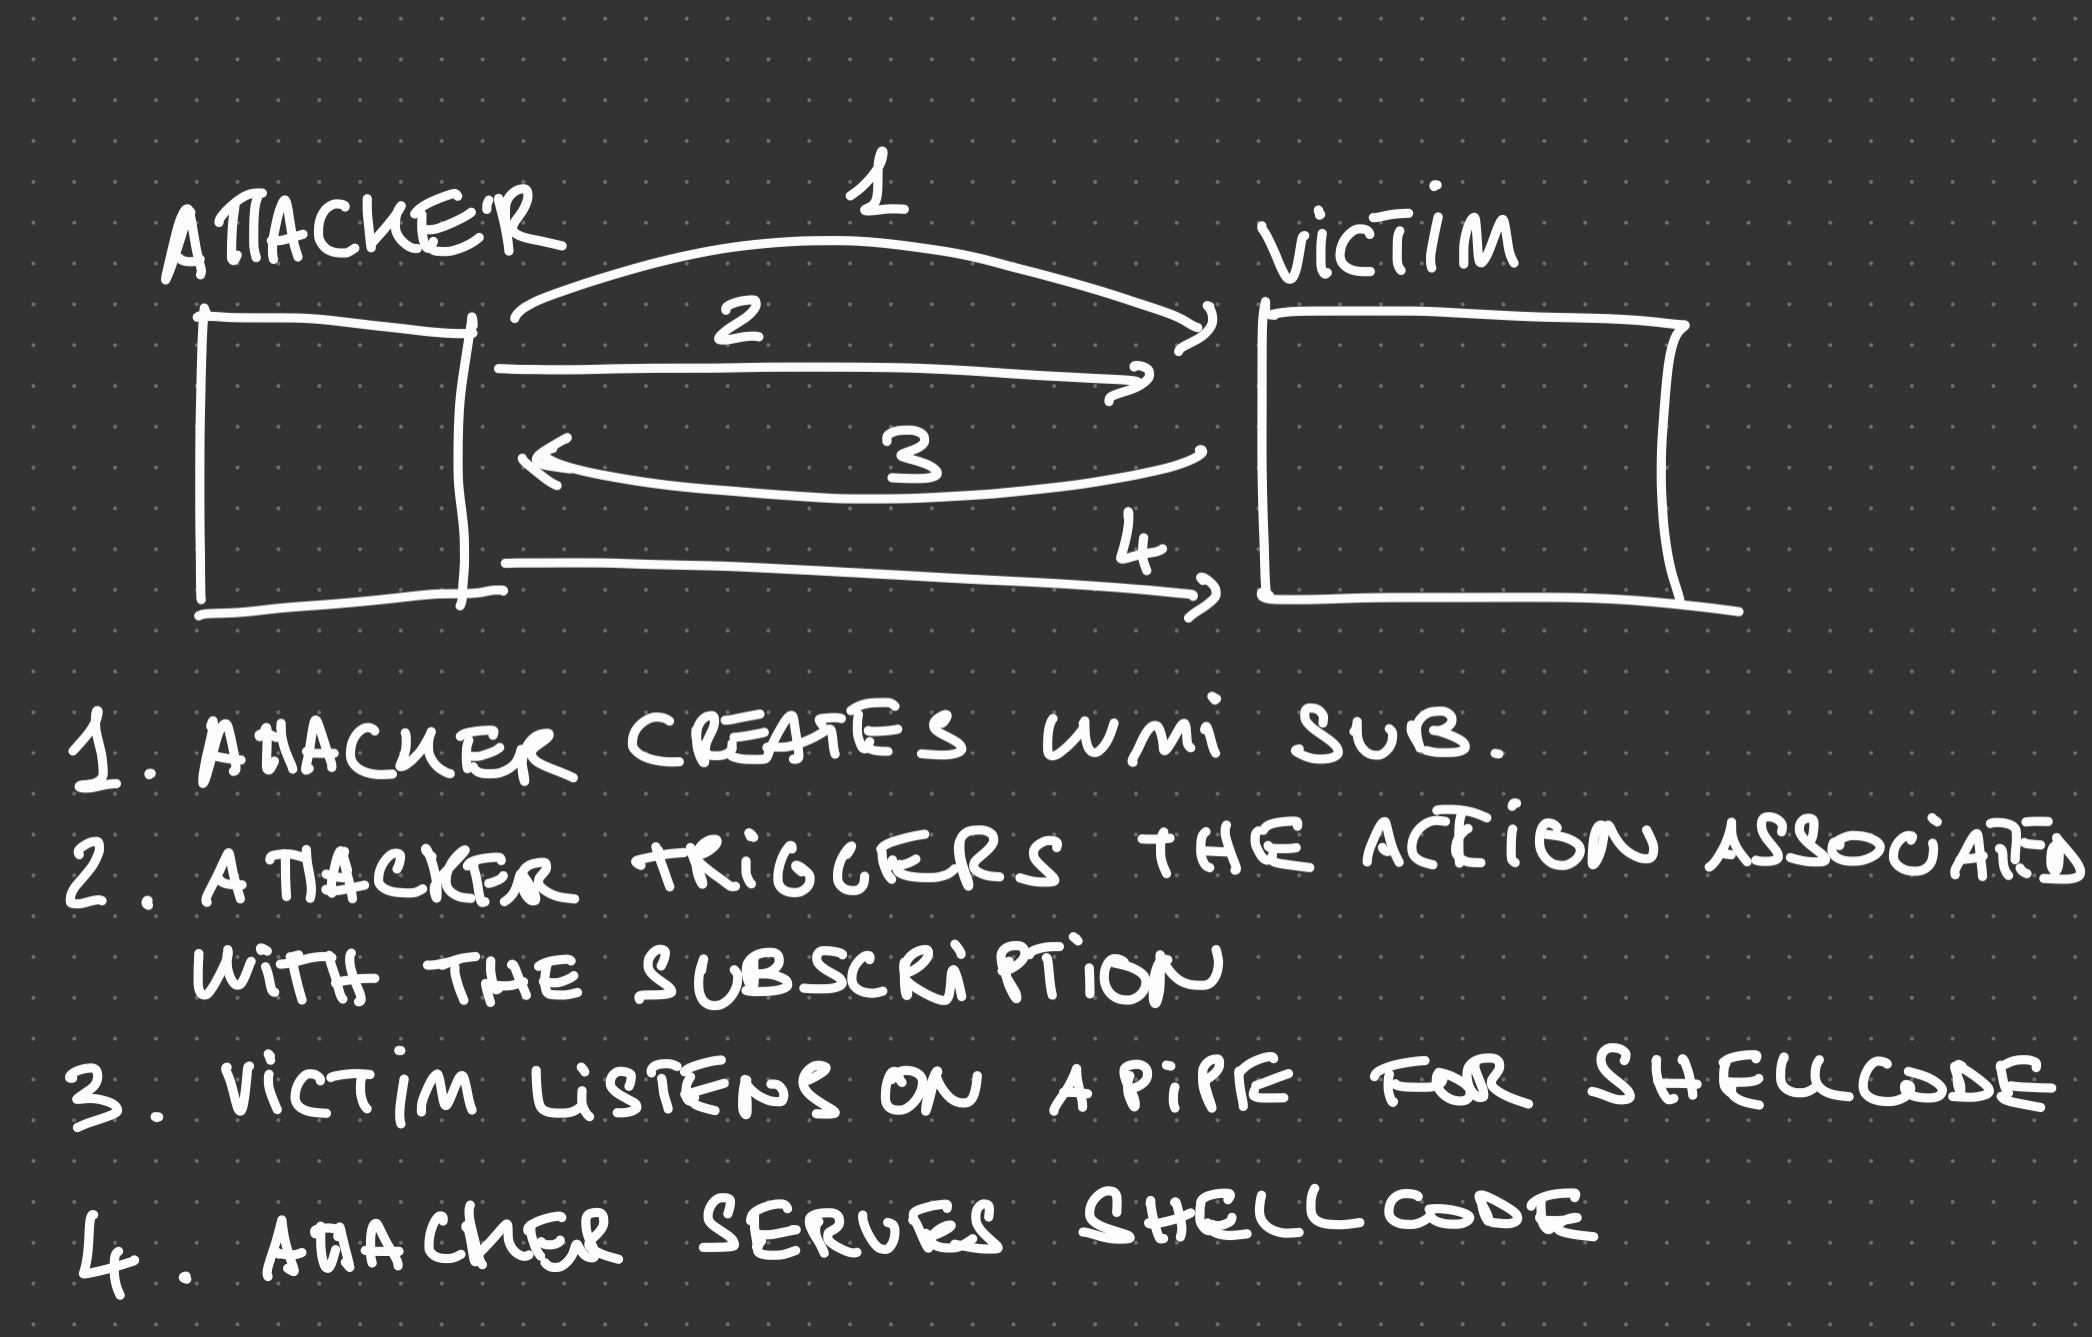 ATTACKER
1
VICTIM
2
3
4
1. ATTACKER CREATES WMI SUB.
2. ATTACKER TRIGGERS THE ACTION ASSOCIATED
WITH THE SUBSCRIPTION
3. VICTIM LISTENS ON A PIPE FOR SHELLCODE
4. ATTACKER SERVES SHELLCODE